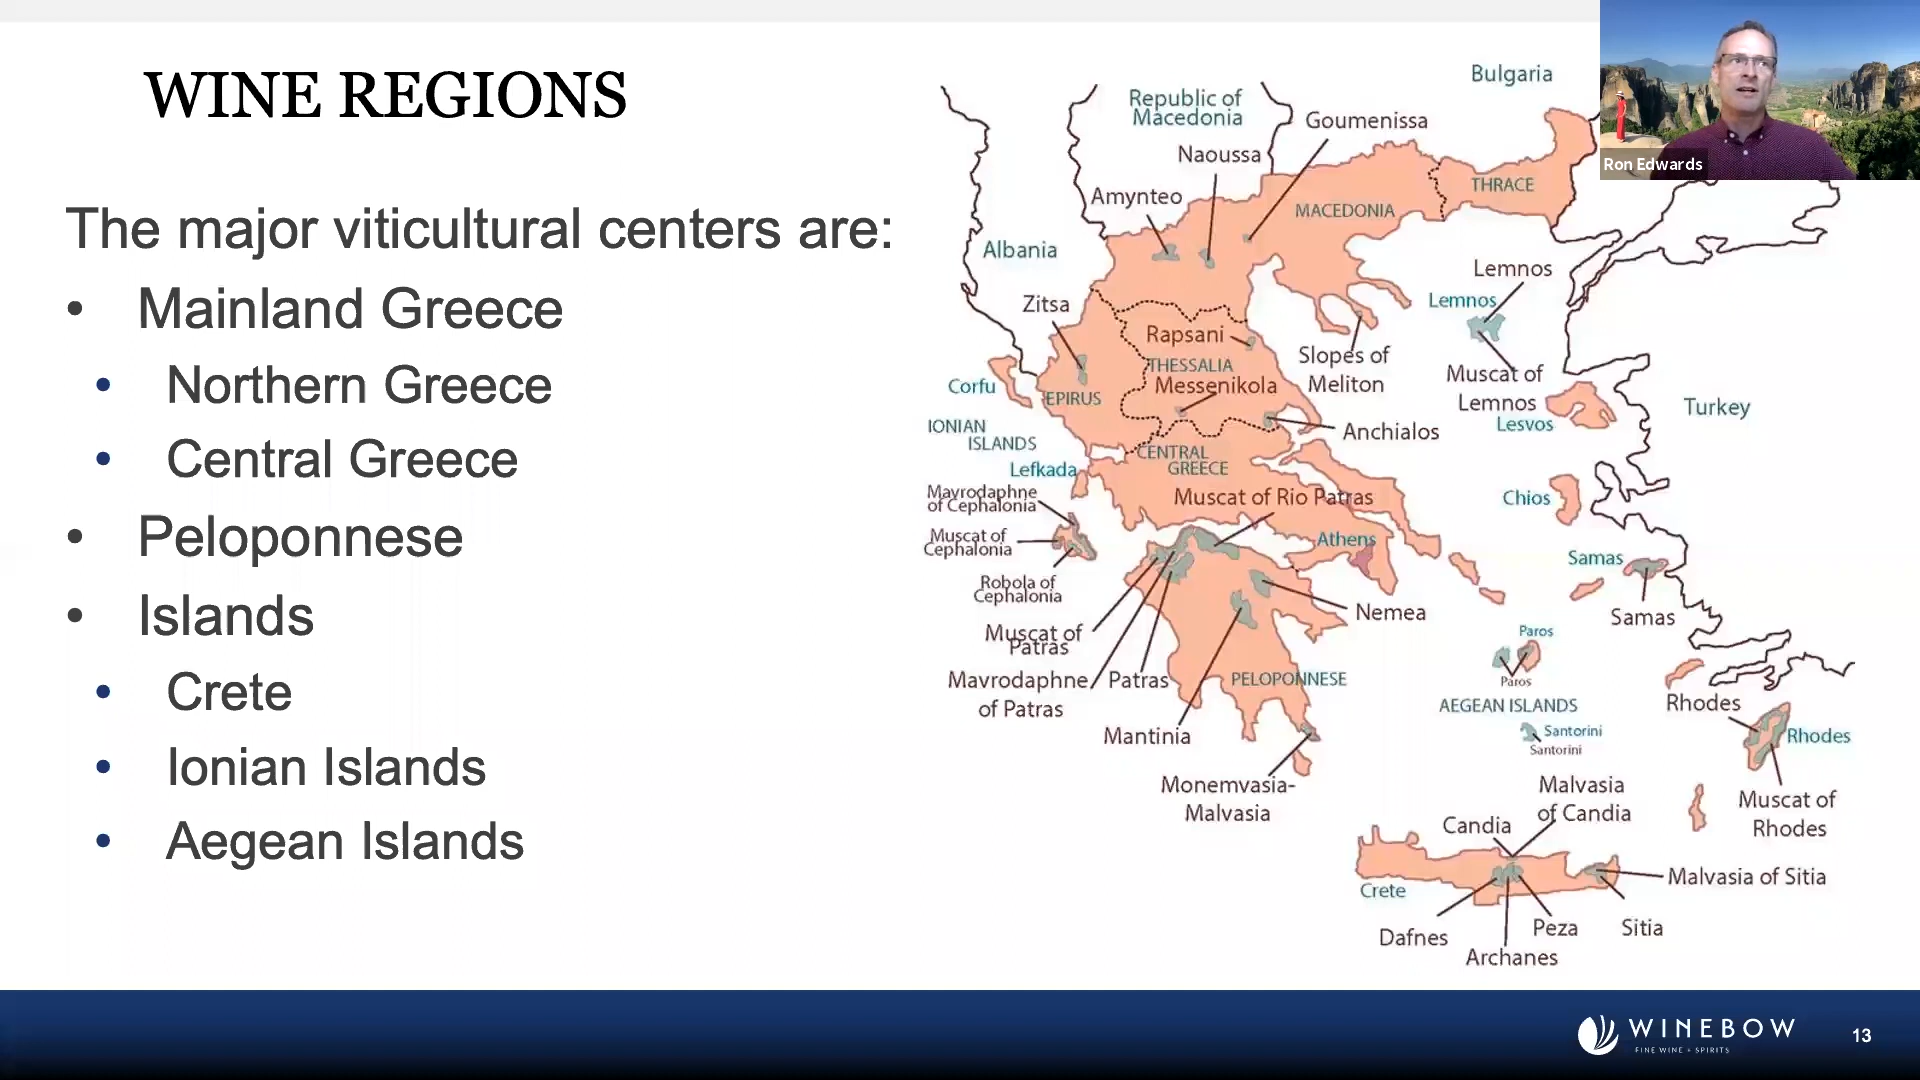 WINE REGIONS
The major viticultural centers are:
• Mainland Greece
• Northern Greece
• Central Greece
• Peloponnese
• Islands
• Crete
• Ionian Islands
• Aegean Islands
Bulgaria
Republic of
Macedonia
Goumenissa
Naoussa
Amynteo
THRACE
MACEDONIA
Albania
Lemnos
Lemnos
Zitsa
Rapsani
Slopes of
Meliton
THESSALIA
Messenikola
Muscat of
Lemnos
Corfu
EPIRUS
Lesvos
Turkey
IONIAN
ISLANDS
Anchialos
CENTRAL
GREECE
Lefkada
Mavrodaphne
of Cephalonia
Muscat of Rio Patras
Chios
Muscat of
Cephalonia
Athens
Samas
Robola of
Cephalonia
Nemea
Samas
Muscat of
Patras
Paros
Paros
Mavrodaphne
of Patras
Patras
PELOPONNESE
AEGEAN ISLANDS
Rhodes
Rhodes
Mantinia
Santorini
Santorini
Monemvasia-
Malvasia
Malvasia
of Candia
Muscat of
Rhodes
Candia
Malvasia of Sitia
Crete
Dafnes
Peza
Sitia
Archanes
Ron Edwards
WINEBOW
FINE WINE + SPIRITS
13